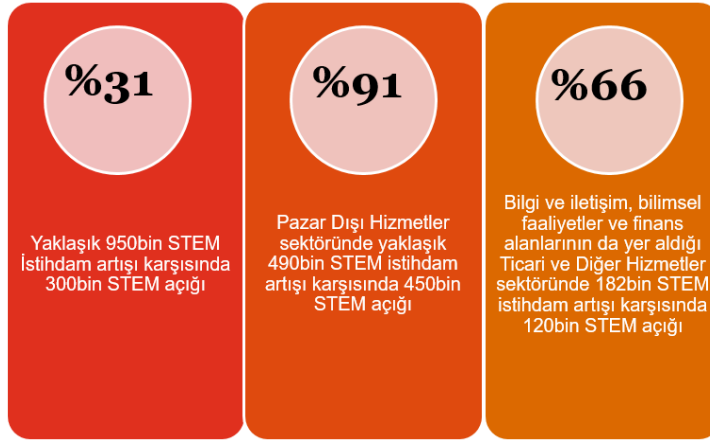 %31
Yaklaşık 950bin STEM
İstihdam artışı karşısında
300bin STEM açığı
%91
Pazar Dışı Hizmetler
sektöründe yaklaşık
490bin STEM istihdam
artışı karşısında 450bin
STEM açığı
%66
Bilgi ve iletişim, bilimsel
faaliyetler ve finans
alanlarının da yer aldığı
Ticari ve Diğer Hizmetler
sektöründe 182bin STEM
istihdam artışı karşısında
120bin STEM açığı